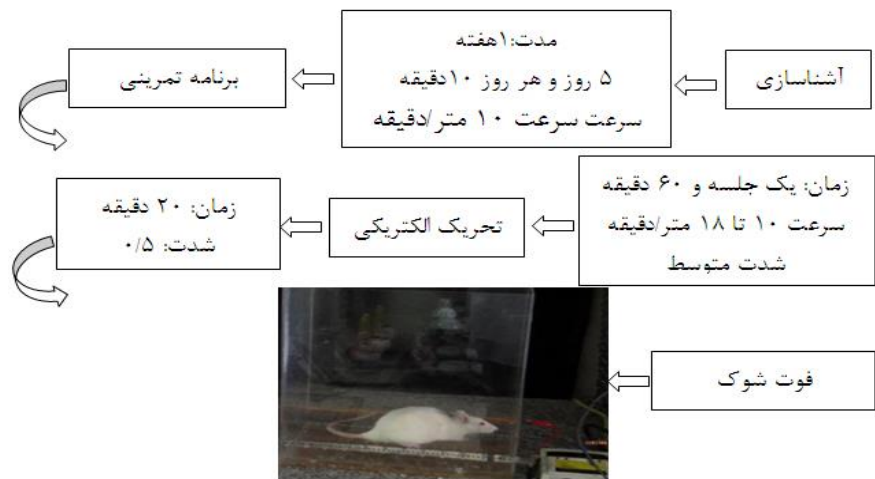 آشناسازی
مدت:۱هفته
۵ روز و هر روز ۱۰دقیقه
سرعت سرعت ۱۰ متر/دقیقه
برنامه تمرینی
زمان: یک جلسه و ۶۰ دقیقه
سرعت ۱۰ تا ۱۸ متر/دقیقه
شدت متوسط
تحریک الکتریکی
زمان: ۲۰ دقیقه
شدت: ۰/۵
فوت شوک